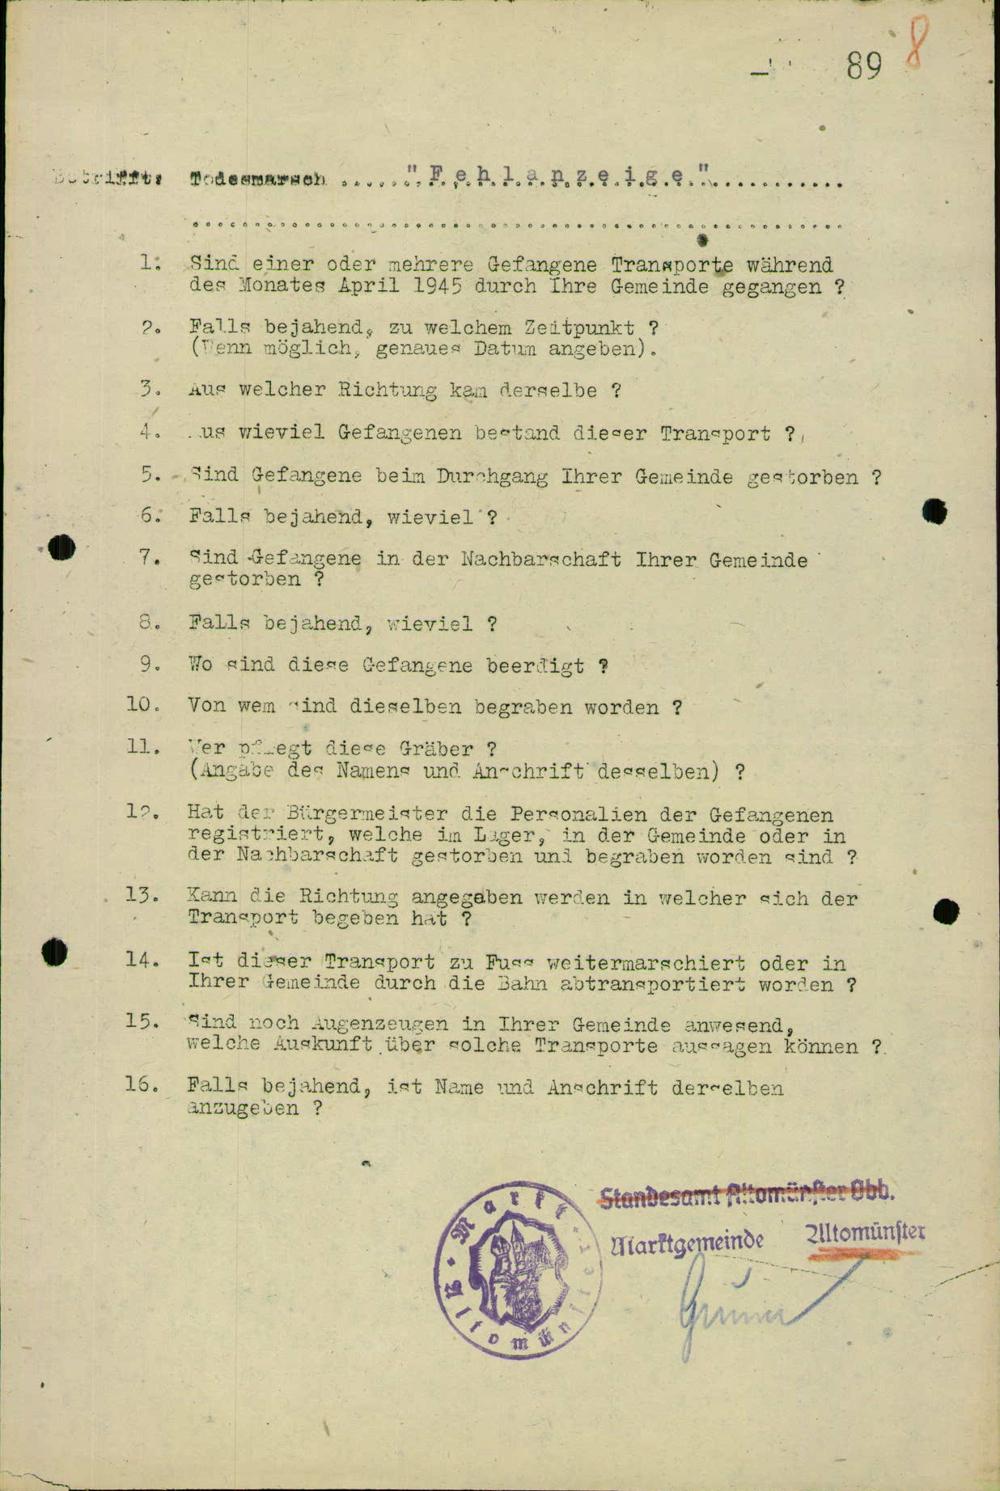 89 8
Betrifft: Todesmarsch ......"Fehlanzeige"...........
1. Sind einer oder mehrere Gefangene Transporte während
des Monates April 1945 durch Ihre Gemeinde gegangen ?
2. Falls bejahend, zu welchem Zeitpunkt ?
(Wenn möglich, genaues Datum angeben).
3. Aus welcher Richtung kam derselbe ?
4. Aus wieviel Gefangenen bestand dieser Transport ?
5. Sind Gefangene beim Durchgang Ihrer Gemeinde gestorben ?
6. Falls bejahend, wieviel ?
7. Sind Gefangene in der Nachbarschaft Ihrer Gemeinde
gestorben ?
8. Falls bejahend, wieviel ?
9. Wo sind diese Gefangene beerdigt ?
10. Von wem sind dieselben begraben worden ?
11. Wer pflegt diese Gräber ?
(Angabe des Namens und Anschrift desselben) ?
12. Hat der Bürgermeister die Personalien der Gefangenen
registriert, welche im Lager, in der Gemeinde oder in
der Nachbarschaft gestorben und begraben worden sind ?
13. Kann die Richtung angegeben werden in welcher sich der
Transport begeben hat ?
14. Ist dieser Transport zu Fuss weitermarschiert oder in
Ihrer Gemeinde durch die Bahn abtransportiert worden ?
15. Sind noch Augenzeugen in Ihrer Gemeinde anwesend,
welche Auskunft über solche Transporte aussagen können ?
16. Falls bejahend, ist Name und Anschrift derselben
anzugeben ?
Standesamt Altomünster Obb.
Marktgemeinde Altomünster
Markt Altomünster